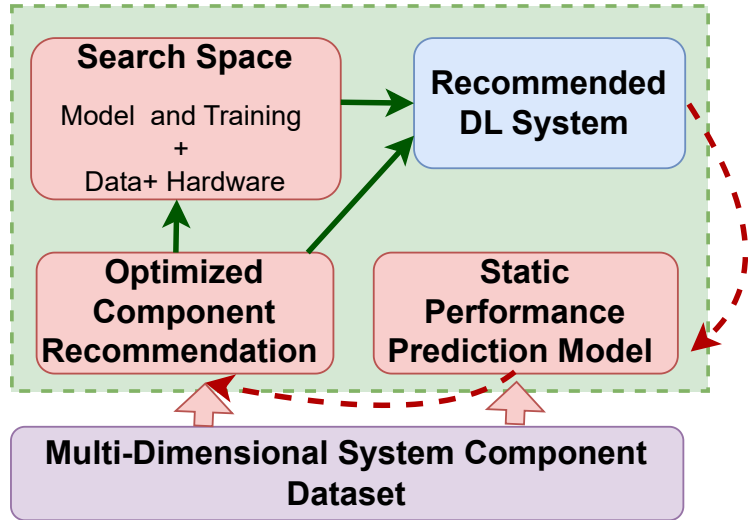 Search Space
Model and Training
+
Data+ Hardware
Recommended
DL System
Optimized
Component
Recommendation
Static
Performance
Prediction Model
Multi-Dimensional System Component
Dataset